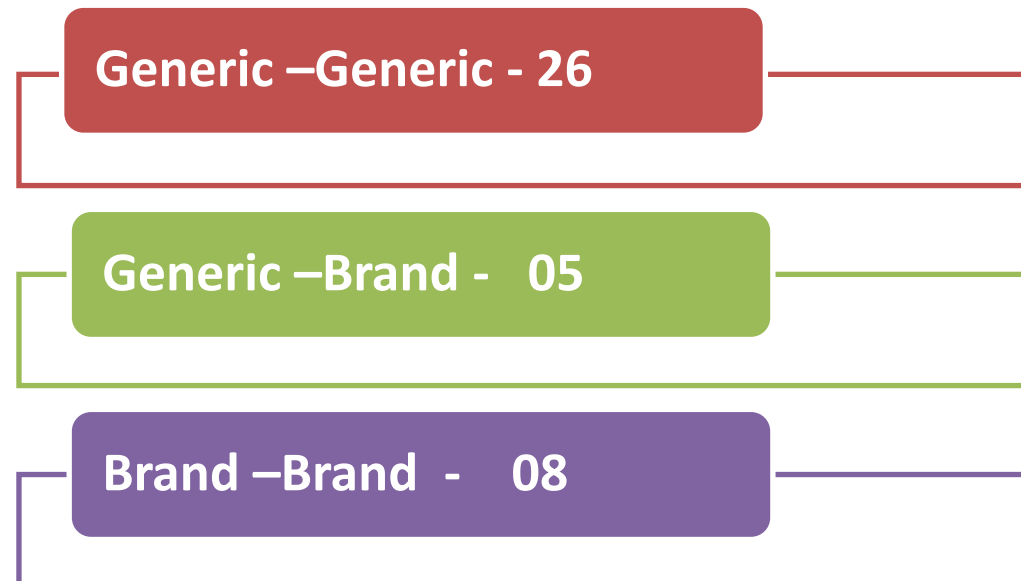 Generic –Generic - 26
Generic –Brand - 05
Brand –Brand - 08